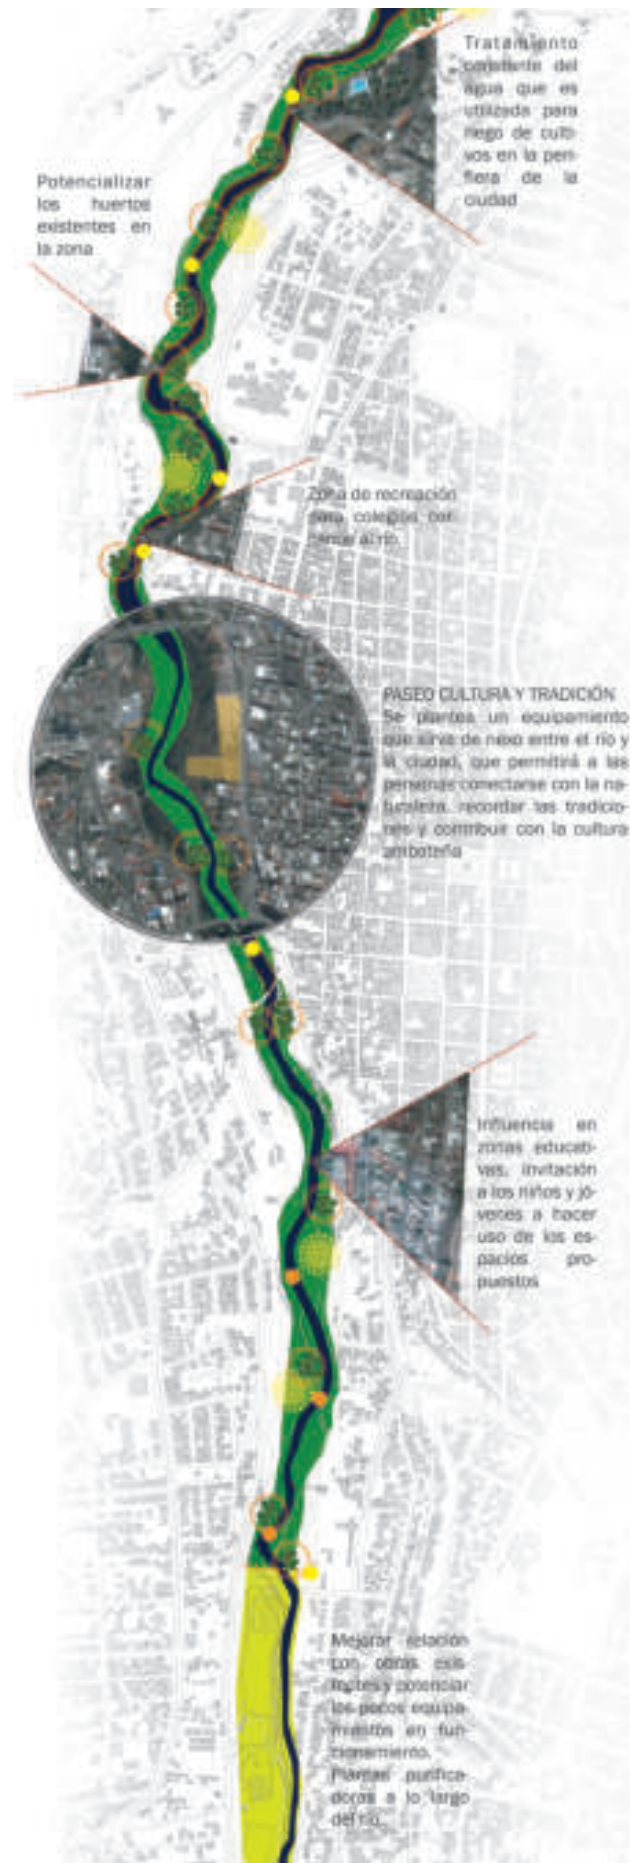 Tratamiento
constante del
agua que es
utilizada para
riego de culti-
vos en la peri-
fiera de la
ciudad
Potencializar
los huertos
existentes en
la zona
Zona de recreación
para colegios cer-
canos al río
PASEO CULTURA Y TRADICIÓN
Se plantea un equipamiento
que sirva de nexo entre el río y
la ciudad, que permitirá a las
personas conectarse con la na-
turaleza, recordar las tradicio-
nes y contribuir con la cultura
ambateña
Influencia en
zonas educati-
vas, invitación
a los niños y jó-
venes a hacer
uso de los es-
pacios pro-
puestos
Mejorar relación
con obras exis-
tentes y potenciar
los pocos equipa-
mientos en fun-
cionamiento.
Plantas purifica-
doras a lo largo
del río.